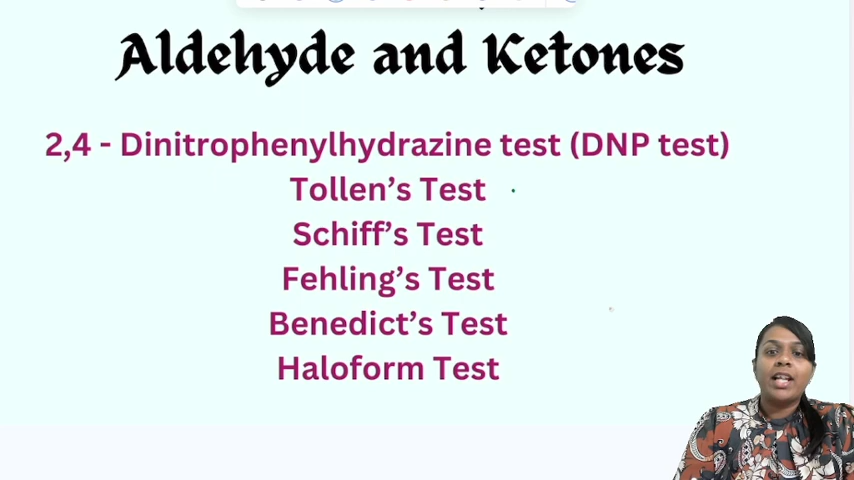 Aldehyde and Ketones
2,4 - Dinitrophenylhydrazine test (DNP test)
Tollen’s Test
Schiff’s Test
Fehling’s Test
Benedict’s Test
Haloform Test